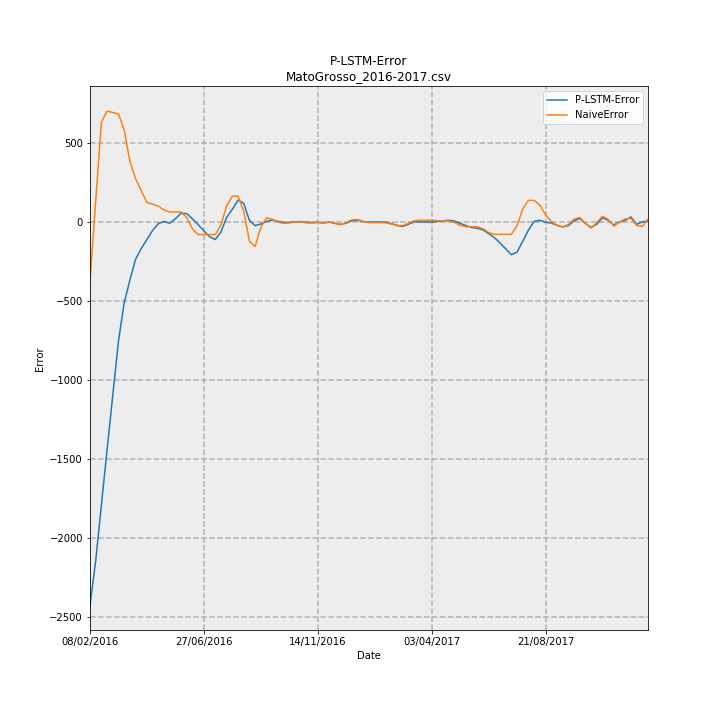 P-LSTM-Error
MatoGrosso_2016-2017.csv
P-LSTM-Error
NaiveError
500
0
−500
−1000
−1500
−2000
−2500
Error
08/02/2016
27/06/2016
14/11/2016
03/04/2017
21/08/2017
Date